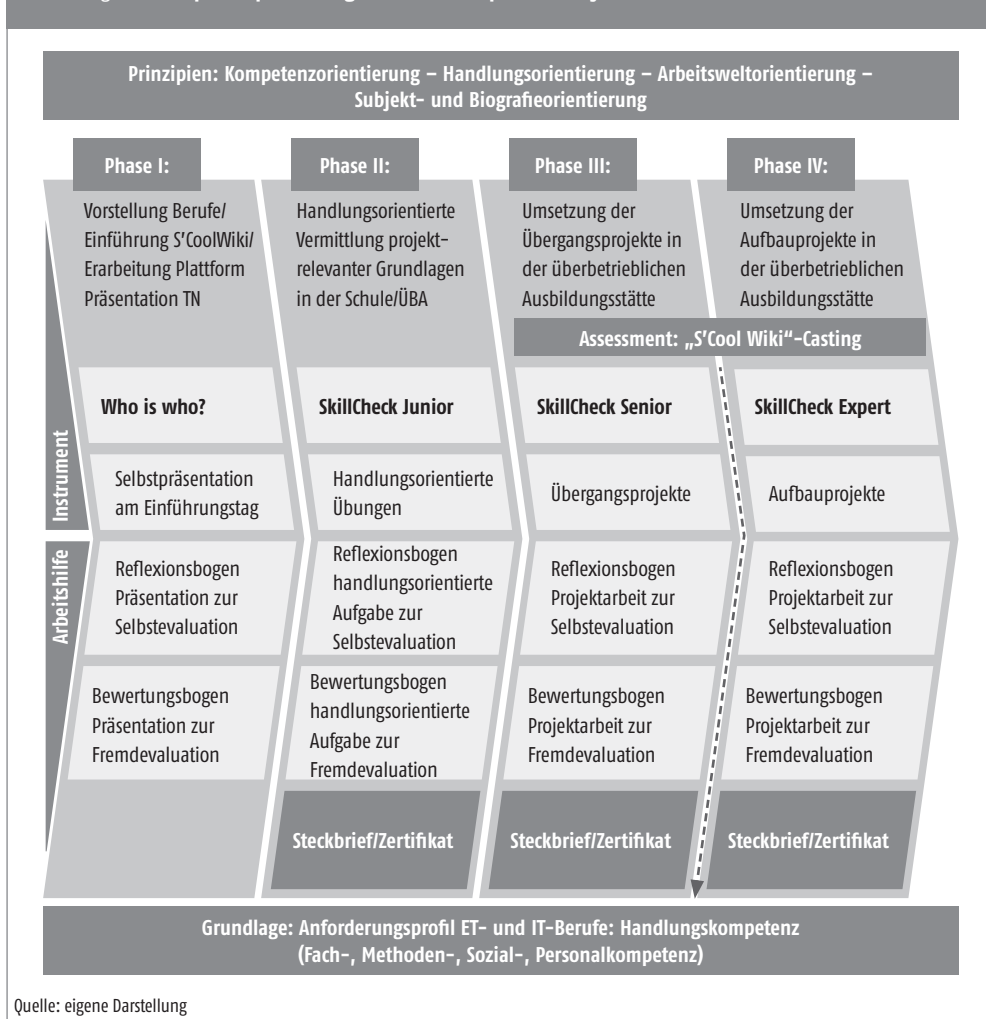 Prinzipien: Kompetenzorientierung – Handlungsorientierung – Arbeitsweltorientierung –
Subjekt- und Biografieorientierung
Phase I:
Vorstellung Berufe/
Einführung S'CoolWiki/
Erarbeitung Plattform
Präsentation TN
Phase II:
Handlungsorientierte
Vermittlung projekt-
relevanter Grundlagen
in der Schule/ÜBA
Phase III:
Umsetzung der
Übergangsprojekte in
der überbetrieblichen
Ausbildungsstätte
Phase IV:
Umsetzung der
Aufbauprojekte in
der überbetrieblichen
Ausbildungsstätte
Assessment: „S'Cool Wiki“-Casting
Instrument
Who is who?
SkillCheck Junior
SkillCheck Senior
SkillCheck Expert
Selbstpräsentation
am Einführungstag
Handlungsorientierte
Übungen
Übergangsprojekte
Aufbauprojekte
Arbeitshilfe
Reflexionsbogen
Präsentation zur
Selbstevaluation
Reflexionsbogen
handlungsorientierte
Aufgabe zur
Selbstevaluation
Reflexionsbogen
Projektarbeit zur
Selbstevaluation
Reflexionsbogen
Projektarbeit zur
Selbstevaluation
Bewertungsbogen
Präsentation zur
Fremdevaluation
Bewertungsbogen
handlungsorientierte
Aufgabe zur
Fremdevaluation
Bewertungsbogen
Projektarbeit zur
Fremdevaluation
Bewertungsbogen
Projektarbeit zur
Fremdevaluation
Steckbrief/Zertifikat
Steckbrief/Zertifikat
Steckbrief/Zertifikat
Grundlage: Anforderungsprofil ET- und IT-Berufe: Handlungskompetenz
(Fach-, Methoden-, Sozial-, Personalkompetenz)
Quelle: eigene Darstellung